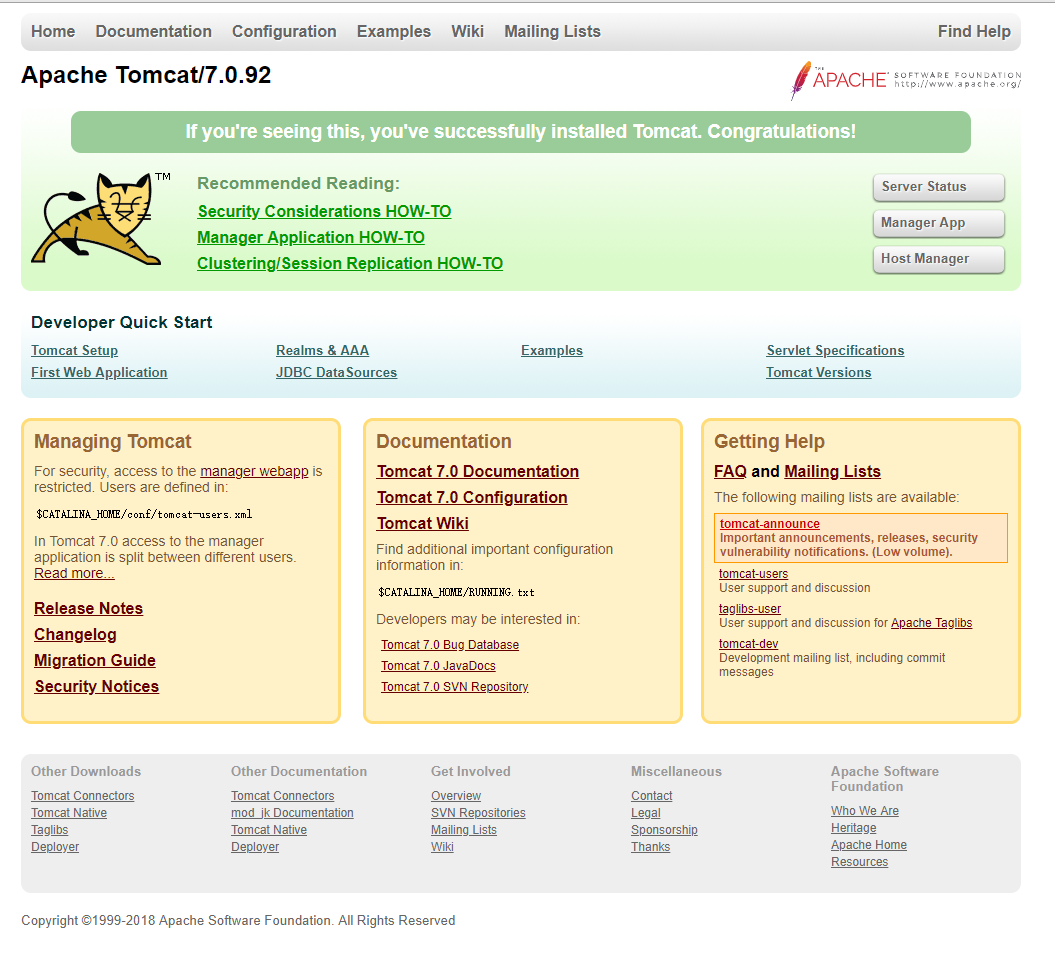 Home Documentation Configuration Examples Wiki Mailing Lists Find Help
Apache Tomcat/7.0.92
THE APACHE SOFTWARE FOUNDATION
http://www.apache.org/
If you're seeing this, you've successfully installed Tomcat. Congratulations!
TM
Recommended Reading:
Security Considerations HOW-TO
Manager Application HOW-TO
Clustering/Session Replication HOW-TO
Server Status
Manager App
Host Manager
Developer Quick Start
Tomcat Setup
First Web Application
Realms & AAA
JDBC DataSources
Examples
Servlet Specifications
Tomcat Versions
Managing Tomcat
For security, access to the manager webapp is
restricted. Users are defined in:
$CATALINA_HOME/conf/tomcat-users.xml
In Tomcat 7.0 access to the manager
application is split between different users.
Read more...
Release Notes
Changelog
Migration Guide
Security Notices
Documentation
Tomcat 7.0 Documentation
Tomcat 7.0 Configuration
Tomcat Wiki
Find additional important configuration
information in:
$CATALINA_HOME/RUNNING.txt
Developers may be interested in:
Tomcat 7.0 Bug Database
Tomcat 7.0 JavaDocs
Tomcat 7.0 SVN Repository
Getting Help
FAQ and Mailing Lists
The following mailing lists are available:
tomcat-announce
Important announcements, releases, security
vulnerability notifications. (Low volume).
tomcat-users
User support and discussion
taglibs-user
User support and discussion for Apache Taglibs
tomcat-dev
Development mailing list, including commit
messages
Other Downloads
Tomcat Connectors
Tomcat Native
Taglibs
Deployer
Other Documentation
Tomcat Connectors
mod_jk Documentation
Tomcat Native
Deployer
Get Involved
Overview
SVN Repositories
Mailing Lists
Wiki
Miscellaneous
Contact
Legal
Sponsorship
Thanks
Apache Software
Foundation
Who We Are
Heritage
Apache Home
Resources
Copyright ©1999-2018 Apache Software Foundation. All Rights Reserved